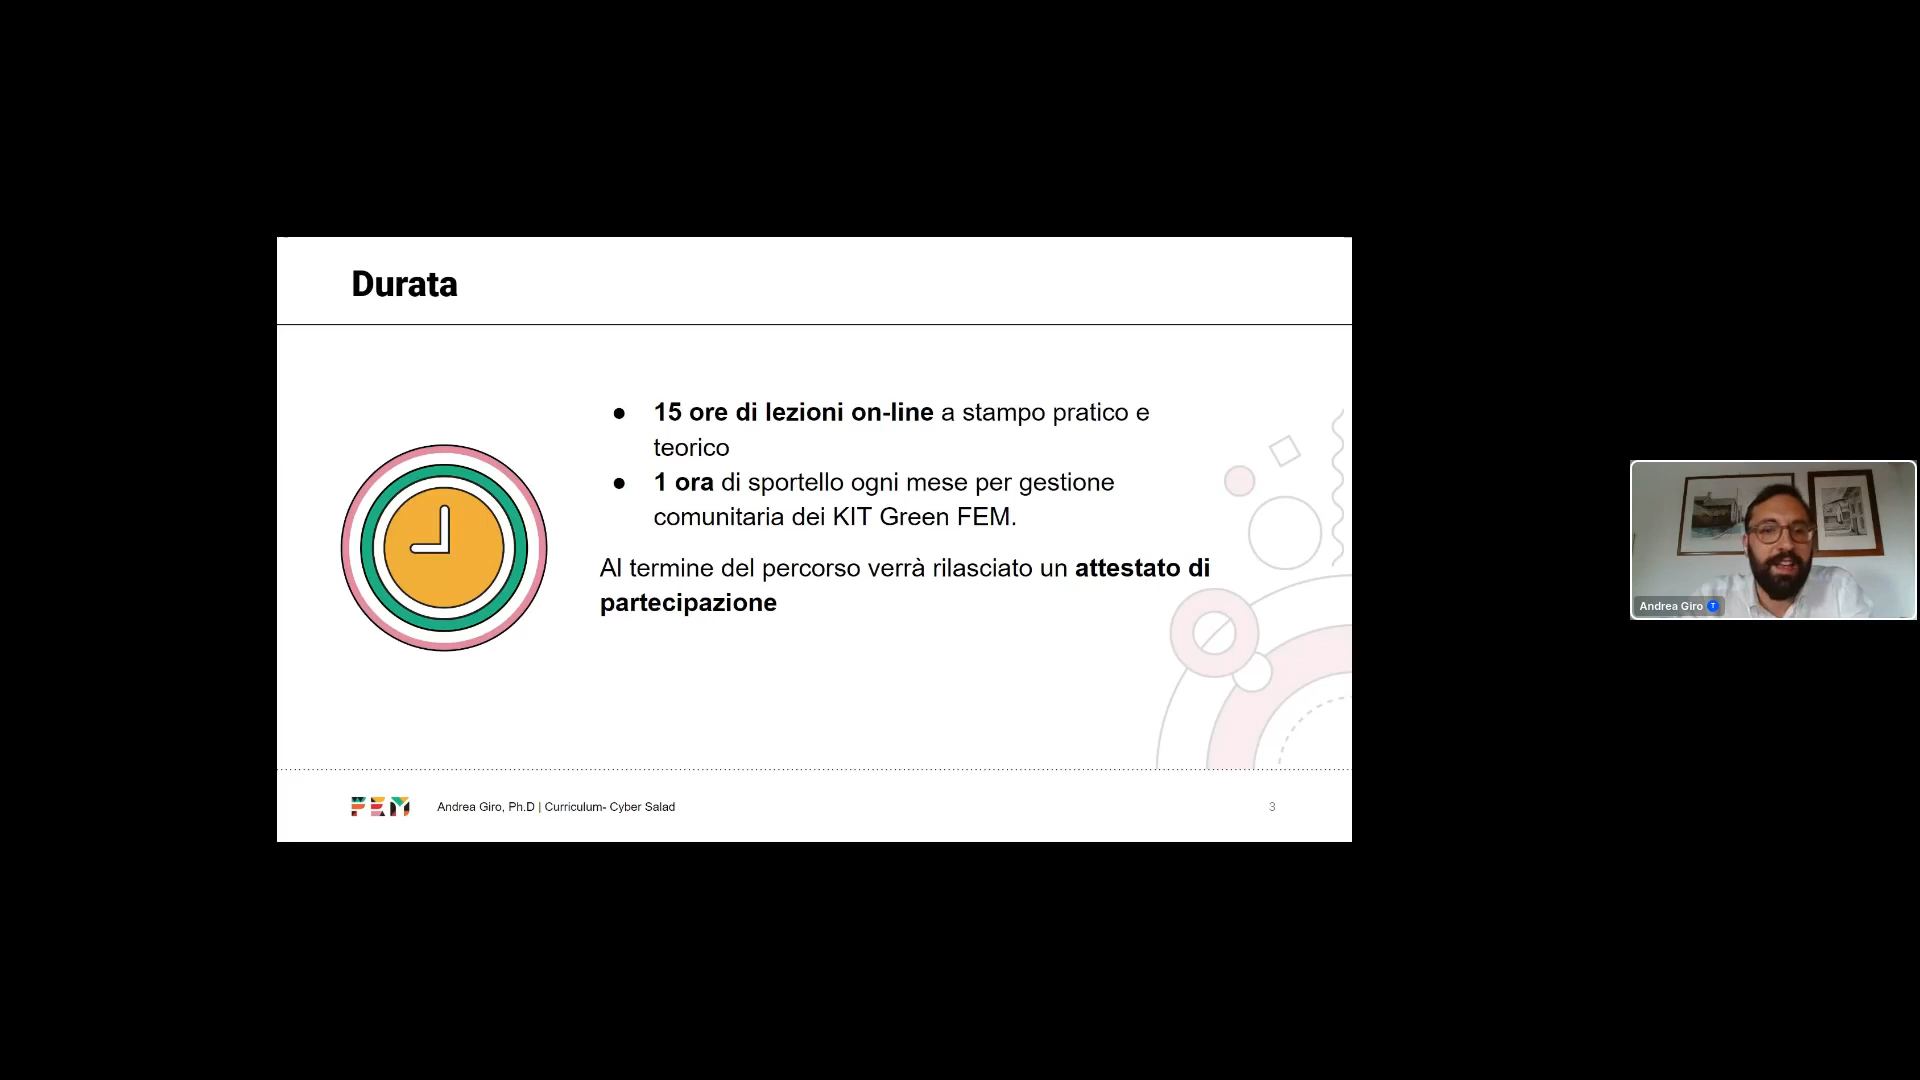 Durata
● 15 ore di lezioni on-line a stampo pratico e
teorico
● 1 ora di sportello ogni mese per gestione
comunitaria dei KIT Green FEM.
Al termine del percorso verrà rilasciato un attestato di
partecipazione
FEM
Andrea Giro, Ph.D | Curriculum- Cyber Salad
3
Andrea Giro T